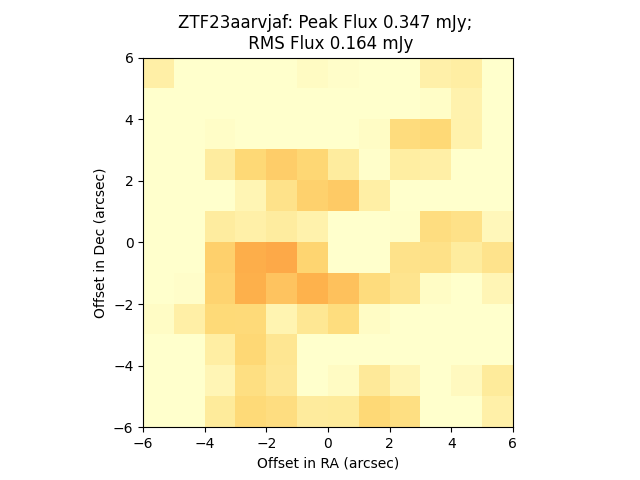 ZTF23aarvjaf: Peak Flux 0.347 mJy;
RMS Flux 0.164 mJy
6
4
2
0
−2
−4
−6
Offset in Dec (arcsec)
−6 −4 −2 0 2 4 6
Offset in RA (arcsec)